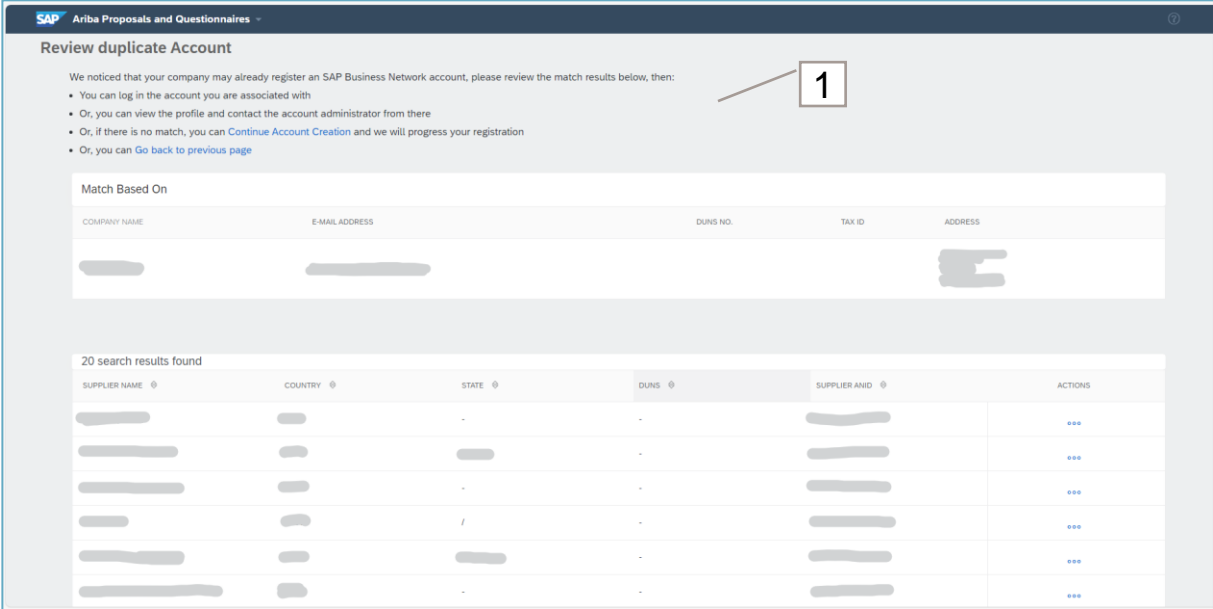 SAP Ariba Proposals and Questionnaires
Review duplicate Account
We noticed that your company may already register an SAP Business Network account, please review the match results below, then:
• You can log in the account you are associated with
• Or, you can view the profile and contact the account administrator from there
• Or, if there is no match, you can Continue Account Creation and we will progress your registration
• Or, you can Go back to previous page
1
Match Based On
COMPANY NAME E-MAIL ADDRESS DUNS NO. TAX ID ADDRESS
20 search results found
SUPPLIER NAME COUNTRY STATE DUNS SUPPLIER ANID ACTIONS
- -
-
- -
/ -
-
- -